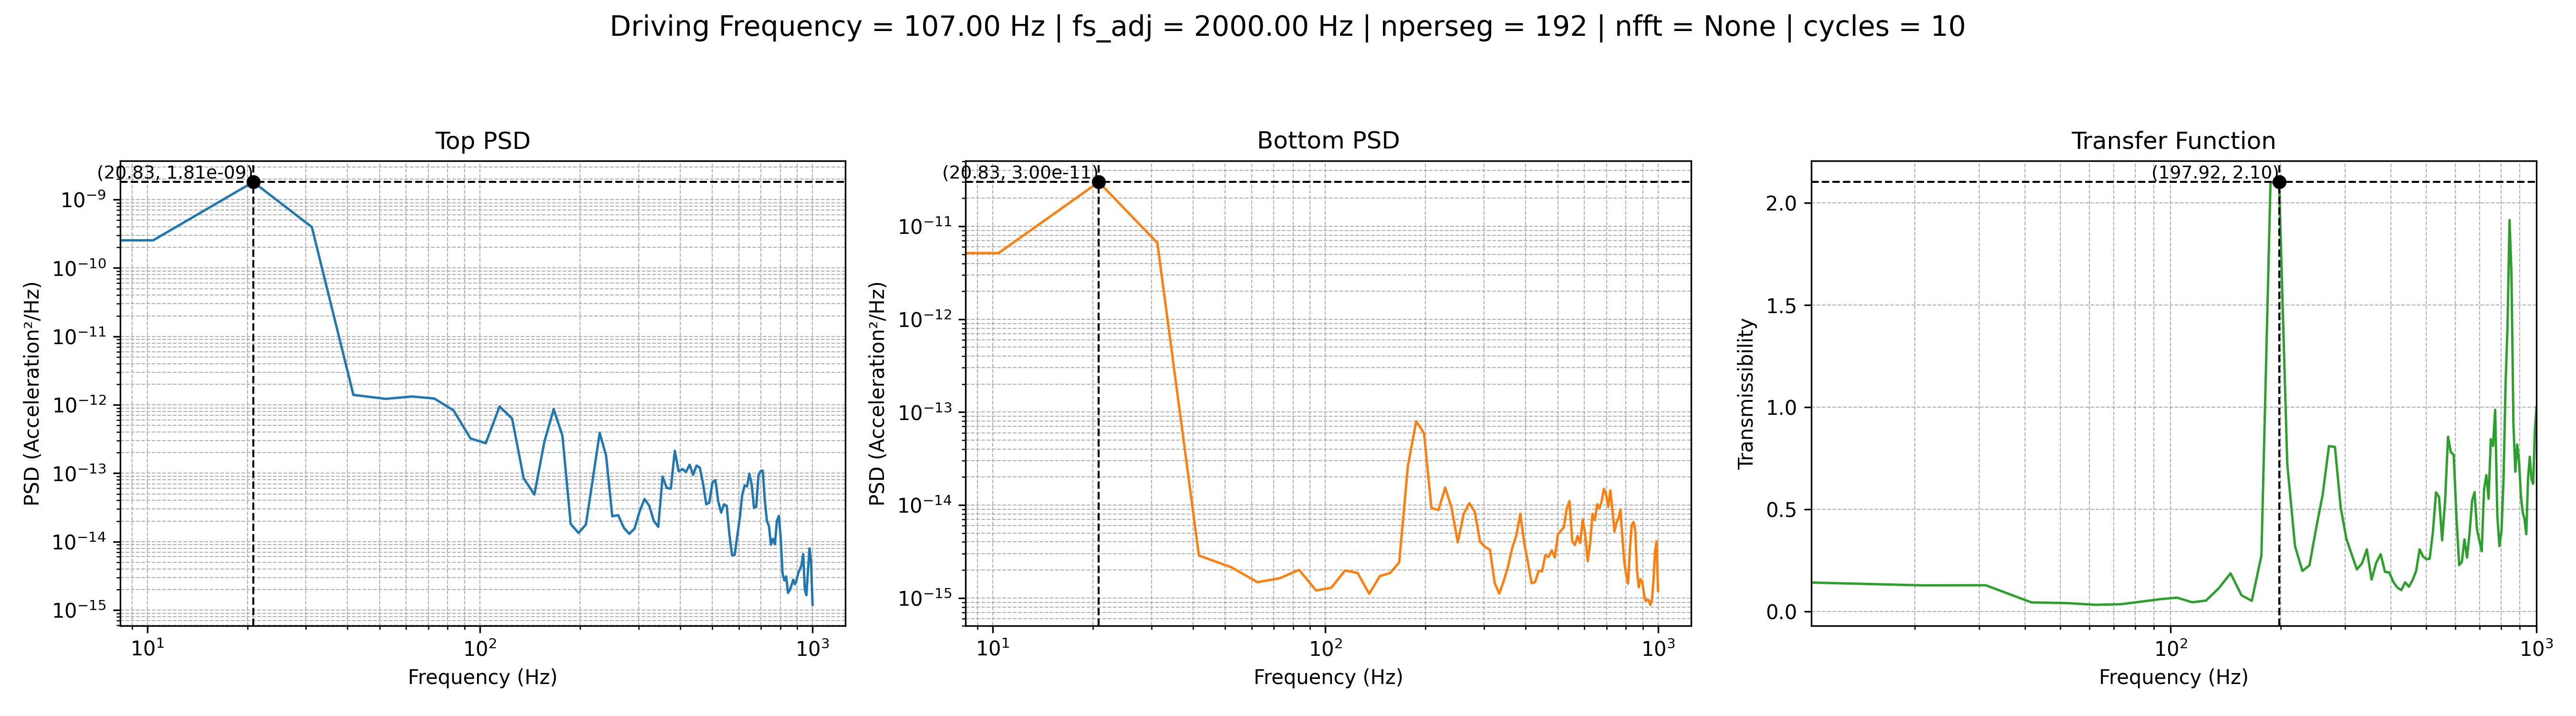 Driving Frequency = 107.00 Hz | fs_adj = 2000.00 Hz | nperseg = 192 | nfft = None | cycles = 10
Top PSD
(20.83, 1.81e-09)
10⁻⁹
10⁻¹⁰
10⁻¹¹
10⁻¹²
10⁻¹³
10⁻¹⁴
10⁻¹⁵
PSD (Acceleration²/Hz)
10¹ 10² 10³
Frequency (Hz)
Bottom PSD
(20.83, 3.00e-11)
10⁻¹¹
10⁻¹²
10⁻¹³
10⁻¹⁴
10⁻¹⁵
PSD (Acceleration²/Hz)
10¹ 10² 10³
Frequency (Hz)
Transfer Function
(197.92, 2.10)
2.0
1.5
1.0
0.5
0.0
Transmissibility
10² 10³
Frequency (Hz)